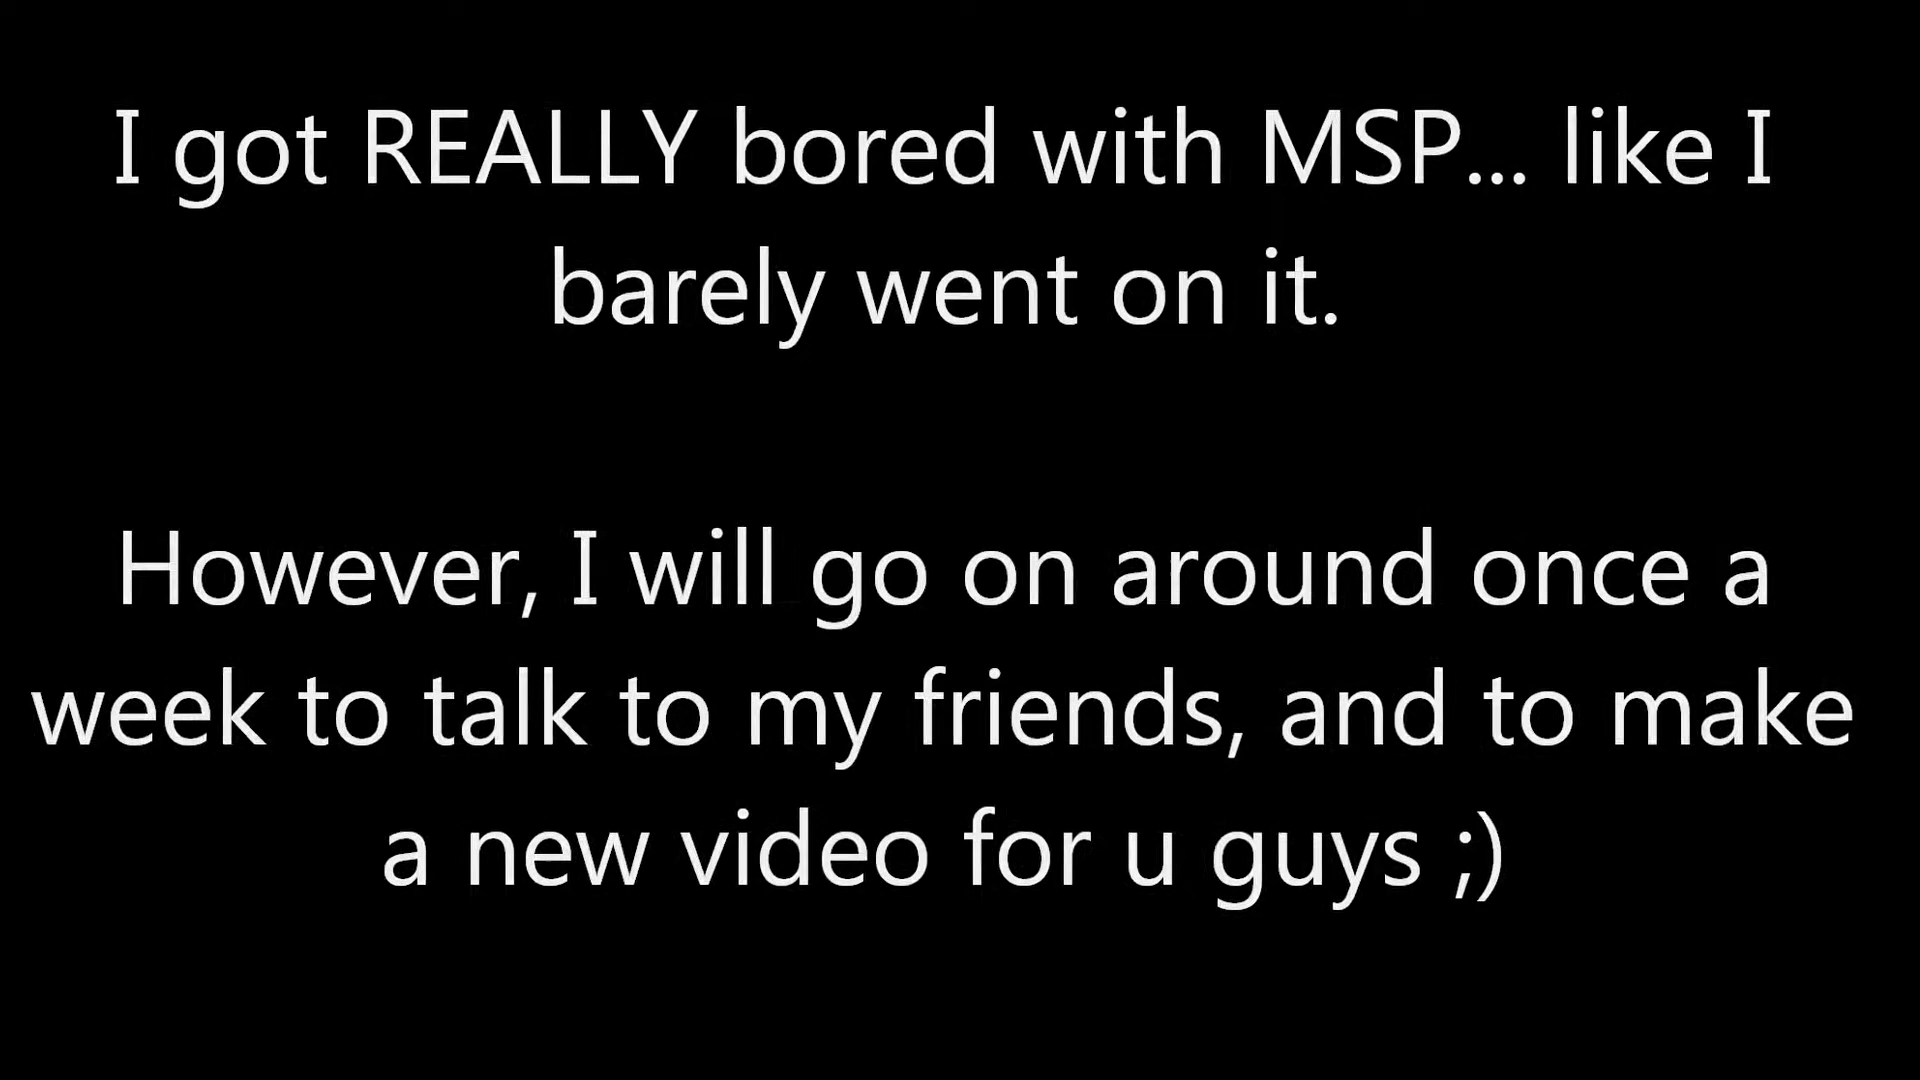 I got REALLY bored with MSP... like I
barely went on it.
However, I will go on around once a
week to talk to my friends, and to make
a new video for u guys ;)